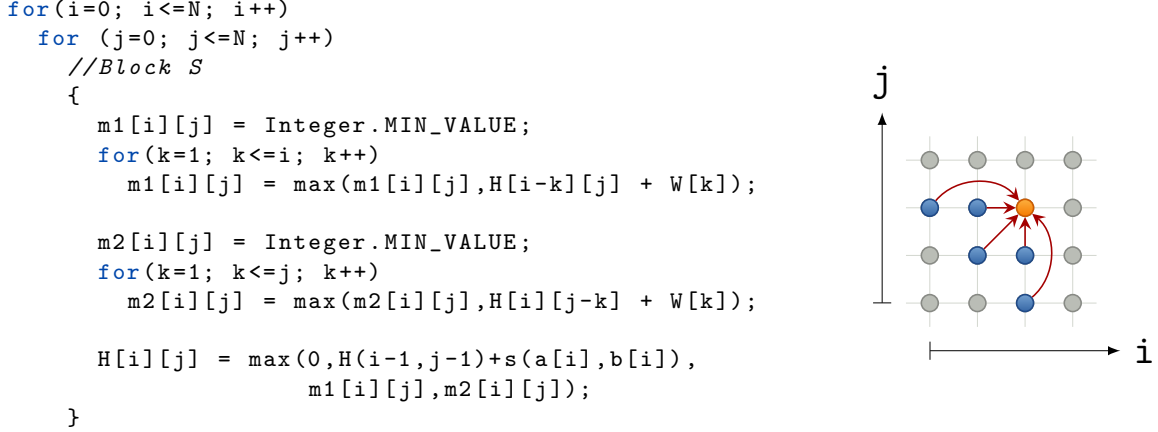 for(i=0; i<=N; i++)
for (j=0; j<=N; j++)
//Block S
{
m1[i][j] = Integer.MIN_VALUE;
for(k=1; k<=i; k++)
m1[i][j] = max(m1[i][j],H[i-k][j] + W[k]);
m2[i][j] = Integer.MIN_VALUE;
for(k=1; k<=j; k++)
m2[i][j] = max(m2[i][j],H[i][j-k] + W[k]);
H[i][j] = max(0,H(i-1,j-1)+s(a[i],b[i]),
m1[i][j],m2[i][j]);
}
j
i